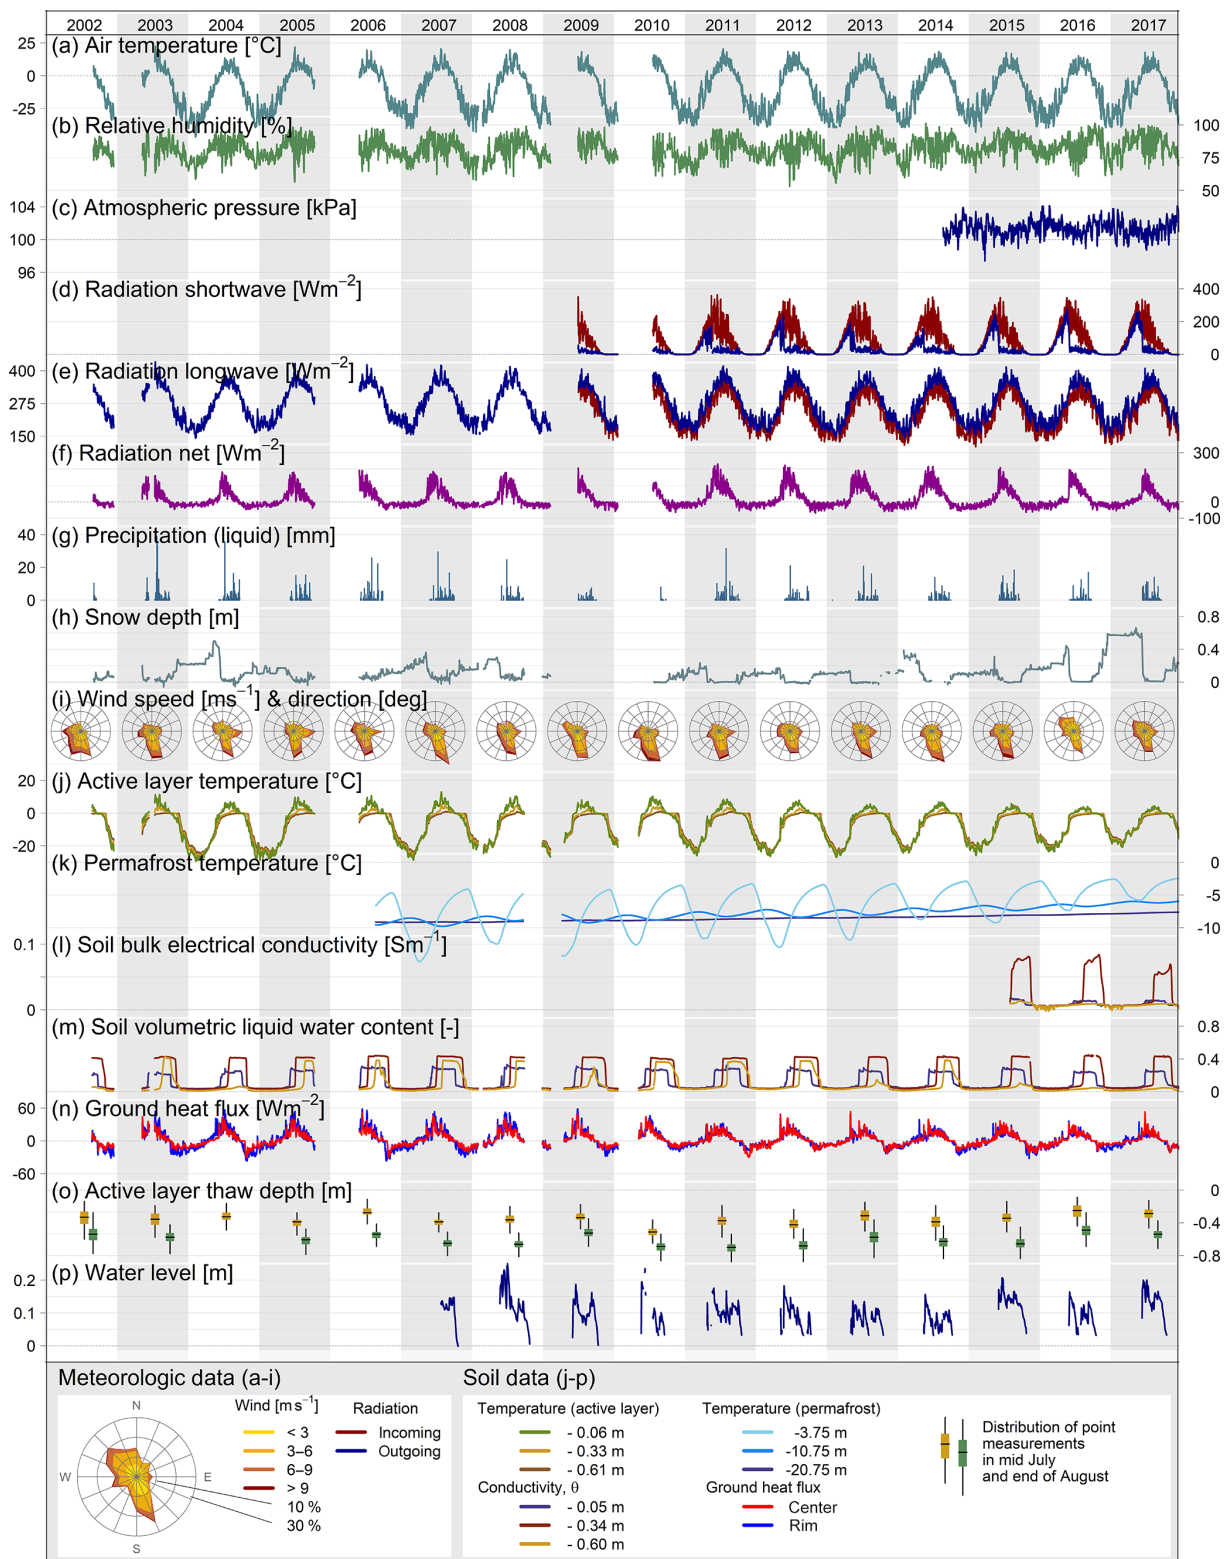 2002 2003 2004 2005 2006 2007 2008 2009 2010 2011 2012 2013 2014 2015 2016 2017
(a) Air temperature [°C]
25
0
-25
(b) Relative humidity [%]
100
75
50
(c) Atmospheric pressure [kPa]
104
100
96
(d) Radiation shortwave [Wm−2]
400
200
0
(e) Radiation longwave [Wm−2]
400
275
150
(f) Radiation net [Wm−2]
300
0
-100
(g) Precipitation (liquid) [mm]
40
20
0
(h) Snow depth [m]
0.8
0.4
0
(i) Wind speed [ms−1] & direction [deg]
(j) Active layer temperature [°C]
20
0
-20
(k) Permafrost temperature [°C]
0
-5
-10
(l) Soil bulk electrical conductivity [Sm−1]
0.1
0
(m) Soil volumetric liquid water content [-]
0.8
0.4
0
(n) Ground heat flux [Wm−2]
60
0
-60
(o) Active layer thaw depth [m]
0
-0.4
-0.8
(p) Water level [m]
0.2
0.1
0
Meteorologic data (a-i)
N
W
E
S
Wind [m s−1]
< 3
3–6
6–9
> 9
10 %
30 %
Radiation
Incoming
Outgoing
Soil data (j-p)
Temperature (active layer)
- 0.06 m
- 0.33 m
- 0.61 m
Conductivity, θ
- 0.05 m
- 0.34 m
- 0.60 m
Temperature (permafrost)
-3.75 m
-10.75 m
-20.75 m
Ground heat flux
Center
Rim
Distribution of point
measurements
in mid July
and end of August